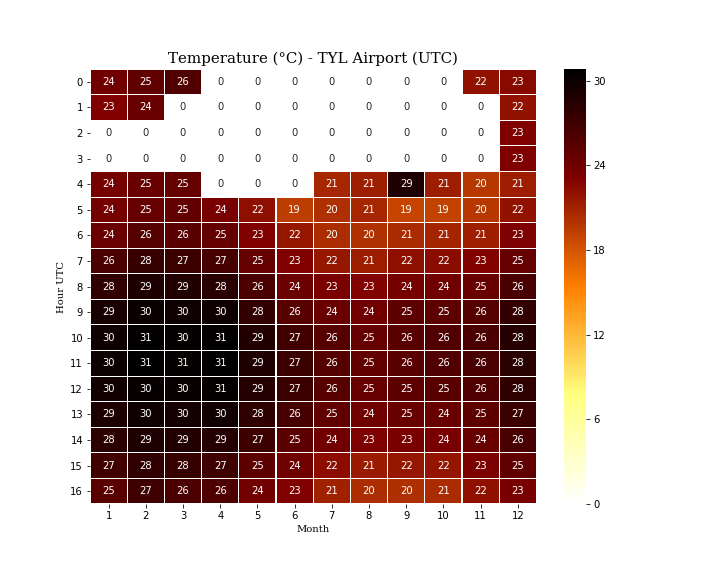 Temperature (°C) - TYL Airport (UTC)
0 24 25 26 0 0 0 0 0 0 0 22 23
1 23 24 0 0 0 0 0 0 0 0 0 22
2 0 0 0 0 0 0 0 0 0 0 0 23
3 0 0 0 0 0 0 0 0 0 0 0 23
4 24 25 25 0 0 0 21 21 29 21 20 21
5 24 25 25 24 22 19 20 21 19 19 20 22
6 24 26 26 25 23 22 20 20 21 21 21 23
7 26 28 27 27 25 23 22 21 22 22 23 25
8 28 29 29 28 26 24 23 23 24 24 25 26
9 29 30 30 30 28 26 24 24 25 25 26 28
10 30 31 30 31 29 27 26 25 26 26 26 28
11 30 31 31 31 29 27 26 25 26 26 26 28
12 30 30 30 31 29 27 26 25 25 25 26 28
13 29 30 30 30 28 26 25 24 25 24 25 27
14 28 29 29 29 27 25 24 23 23 24 24 26
15 27 28 28 27 25 24 22 21 22 22 23 25
16 25 27 26 26 24 23 21 20 20 21 22 23
1 2 3 4 5 6 7 8 9 10 11 12
Month
Hour UTC
30
24
18
12
6
0